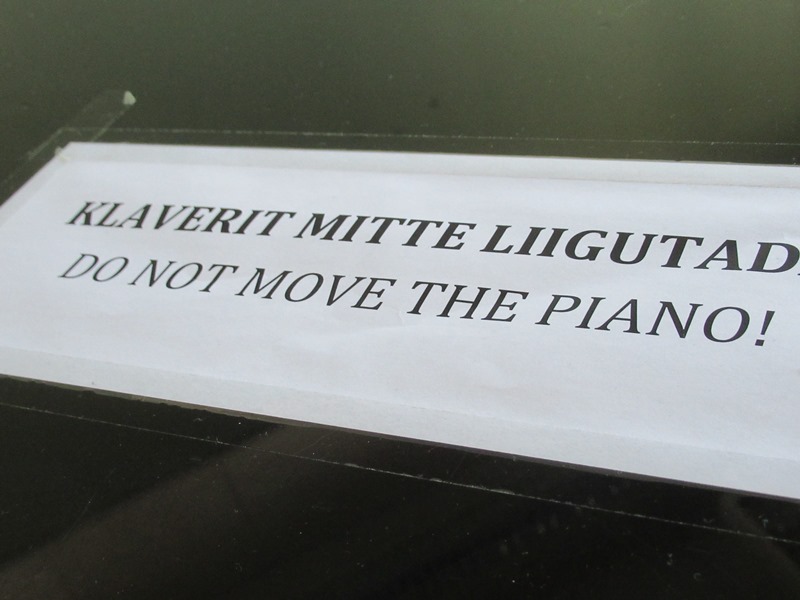 KLAVERIT MITTE LIIGUTAD
DO NOT MOVE THE PIANO!